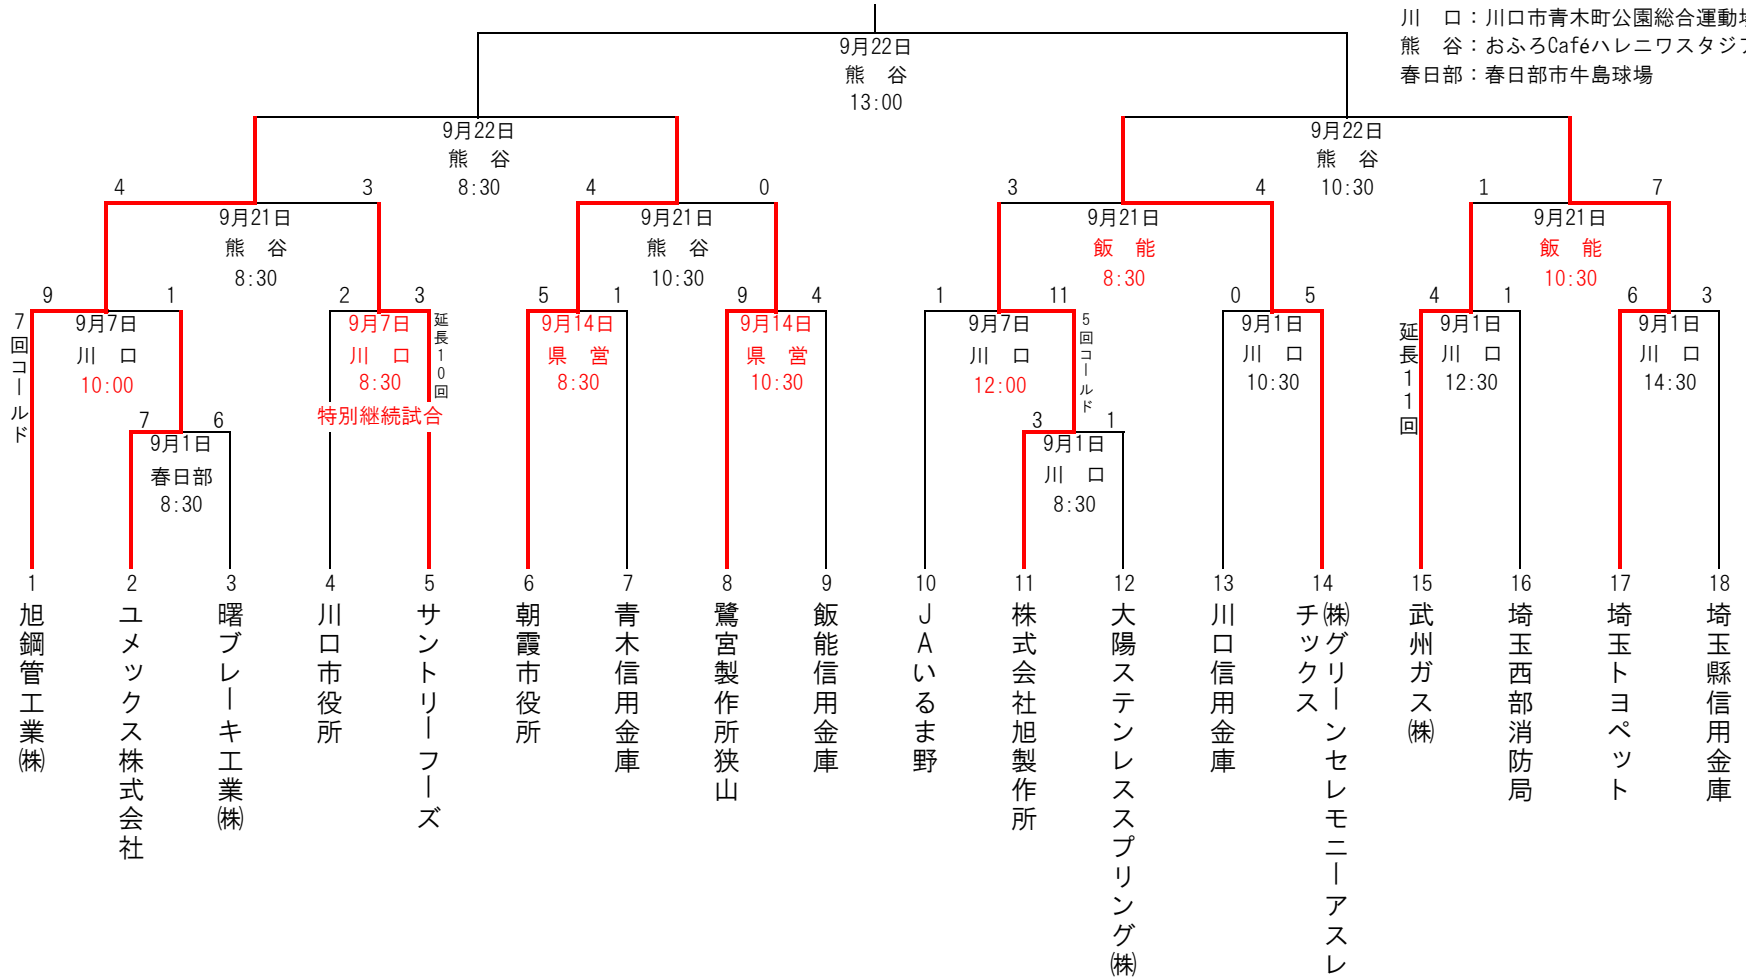 川　口：川口市青木町公園総合運動場
熊　谷：おふろCaféハレニワスタジア
春日部：春日部市牛島球場
9月22日
熊　谷
13:00
9月22日
熊　谷
8:30
9月22日
熊　谷
10:30
4
3
9月21日
熊　谷
8:30
4
0
9月21日
熊　谷
10:30
3
4
9月21日
飯　能
8:30
1
7
9月21日
飯　能
10:30
9
1
7回コールド
9月7日
川　口
10:00
2
3
9月7日
川　口
8:30
特別継続試合
延長10回
5
1
9月14日
県　営
8:30
9
4
9月14日
県　営
10:30
1
11
9月7日
川　口
12:00
5回コールド
0
5
9月1日
川　口
10:30
4
1
延長11回
9月1日
川　口
12:30
6
3
9月1日
川　口
14:30
7
6
9月1日
春日部
8:30
3
1
9月1日
川　口
8:30
1
旭鋼管工業㈱
2
ユメックス株式会社
3
曙ブレーキ工業㈱
4
川口市役所
5
サントリーフーズ
6
朝霞市役所
7
青木信用金庫
8
鷺宮製作所狭山
9
飯能信用金庫
10
ＪＡいるま野
11
株式会社旭製作所
12
大陽ステンレススプリング㈱
13
川口信用金庫
14
㈱グリーンセレモニーアスレ
チックス
15
武州ガス㈱
16
埼玉西部消防局
17
埼玉トヨペット
18
埼玉縣信用金庫